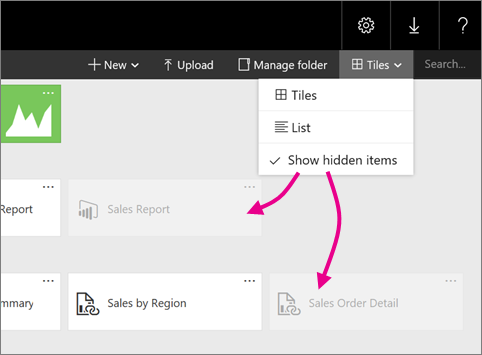 ?
New
Upload
Manage folder
Tiles
Search...
Tiles
List
Show hidden items
Report
Sales Report
mmary
Sales by Region
Sales Order Detail